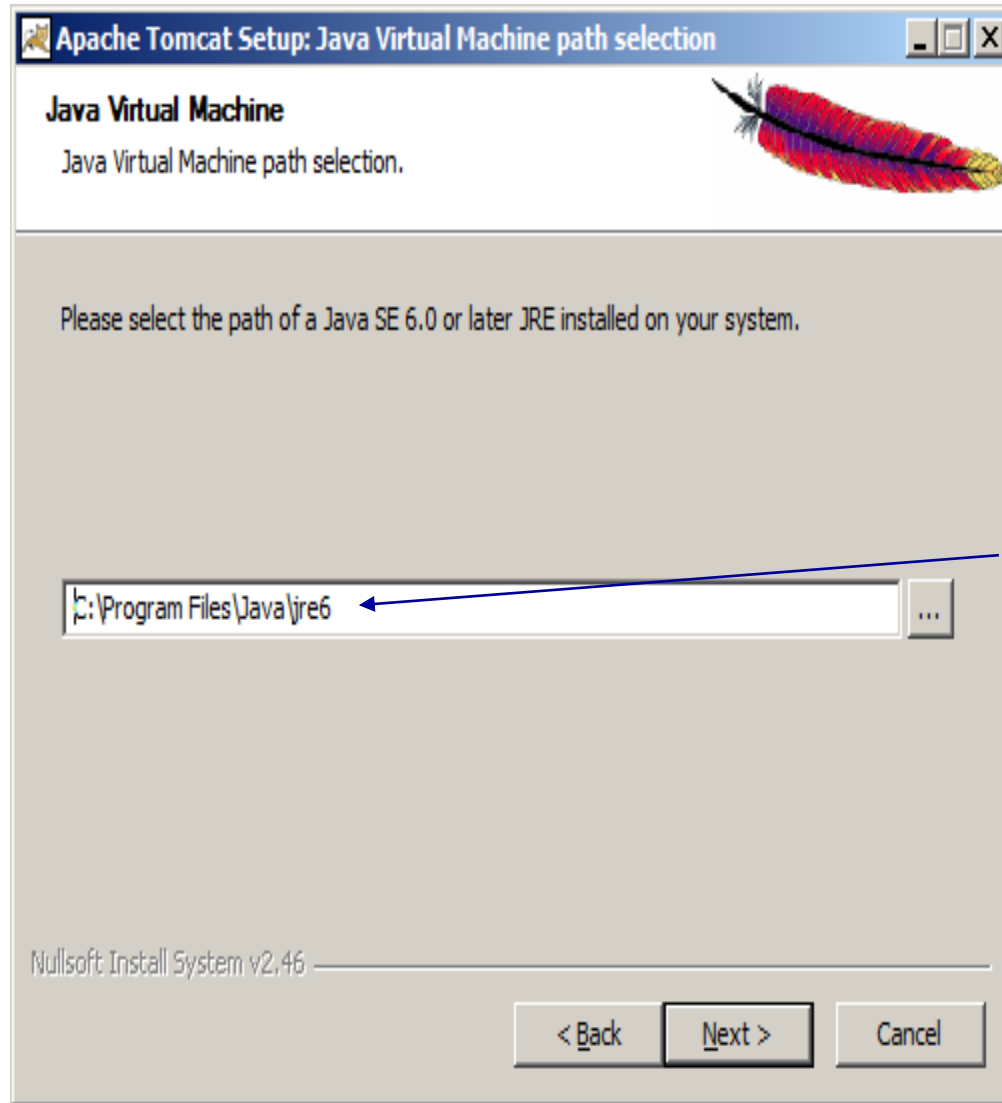 Apache Tomcat Setup: Java Virtual Machine path selection
Java Virtual Machine
Java Virtual Machine path selection.
Please select the path of a Java SE 6.0 or later JRE installed on your system.
C:\Program Files\Java\jre6
...
Nullsoft Install System v2.46
< Back Next > Cancel